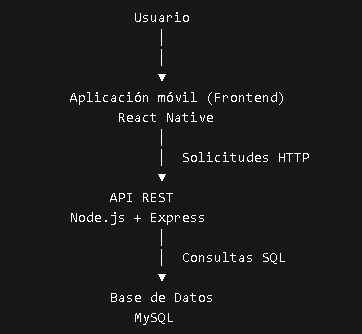 Usuario
Aplicación móvil (Frontend)
React Native
Solicitudes HTTP
API REST
Node.js + Express
Consultas SQL
Base de Datos
MySQL